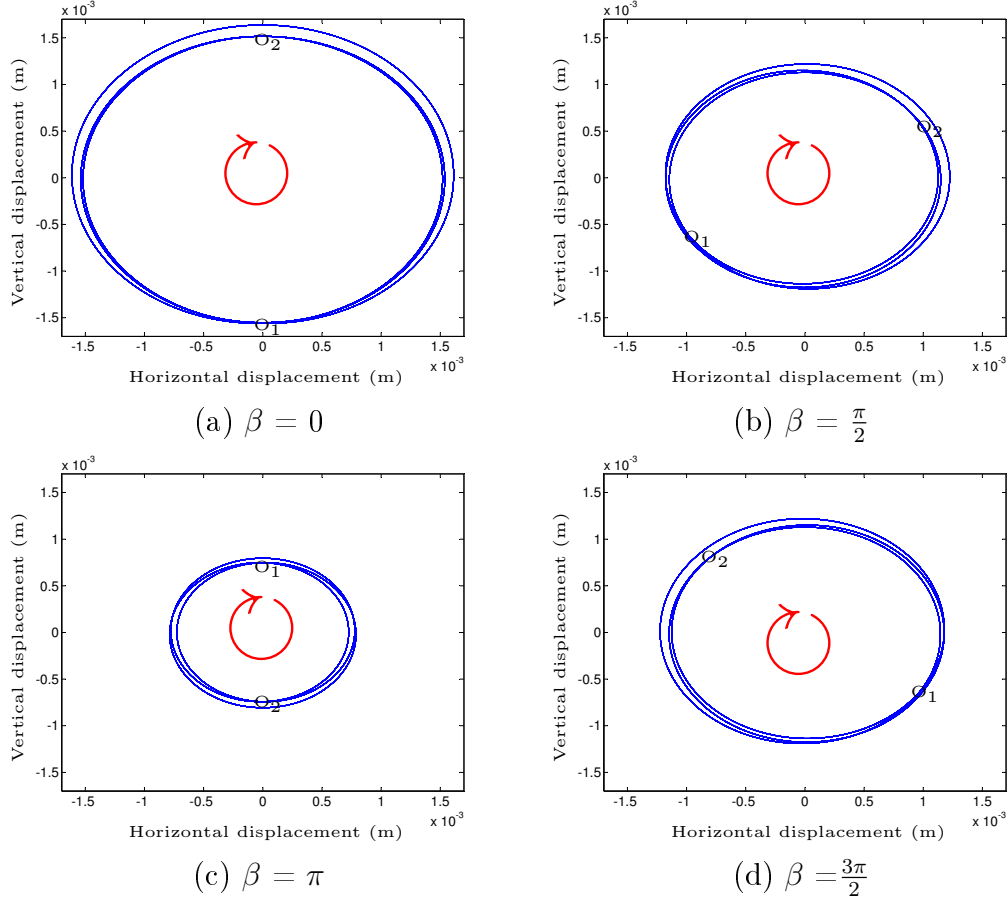 x 10⁻³
1.5
1
0.5
0
-0.5
-1
-1.5
Vertical displacement (m)
O₂
O₁
-1.5 -1 -0.5 0 0.5 1 1.5
x 10⁻³
Horizontal displacement (m)
(a) β = 0
x 10⁻³
1.5
1
0.5
0
-0.5
-1
-1.5
Vertical displacement (m)
O₂
O₁
-1.5 -1 -0.5 0 0.5 1 1.5
x 10⁻³
Horizontal displacement (m)
(b) β = π/2
x 10⁻³
1.5
1
0.5
0
-0.5
-1
-1.5
Vertical displacement (m)
O₁
O₂
-1.5 -1 -0.5 0 0.5 1 1.5
x 10⁻³
Horizontal displacement (m)
(c) β = π
x 10⁻³
1.5
1
0.5
0
-0.5
-1
-1.5
Vertical displacement (m)
O₂
O₁
-1.5 -1 -0.5 0 0.5 1 1.5
x 10⁻³
Horizontal displacement (m)
(d) β =3π/2